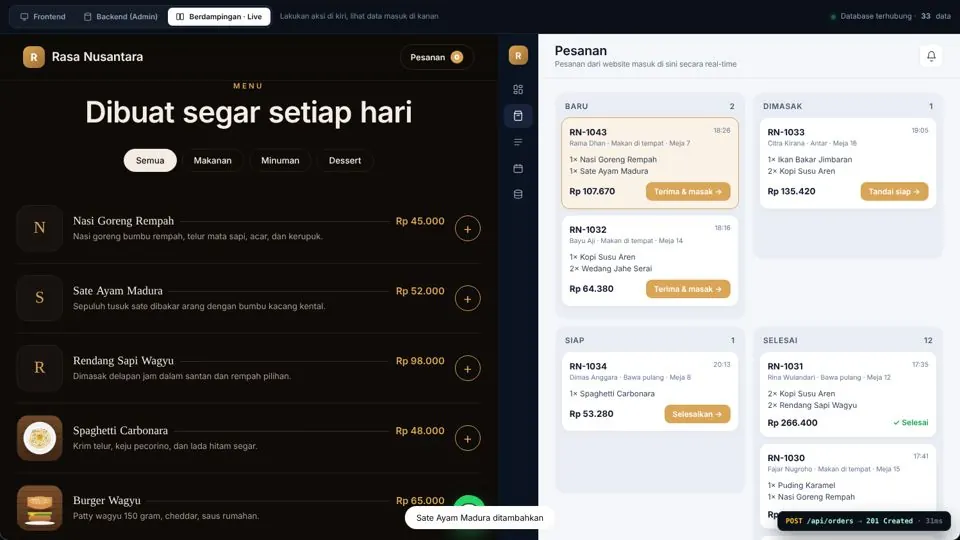 Frontend
Backend (Admin)
Berdampingan · Live
Lakukan aksi di kiri, lihat data masuk di kanan
Database terhubung · 33 data
R
Rasa Nusantara
Pesanan 0
MENU
Dibuat segar setiap hari
Semua
Makanan
Minuman
Dessert
N
Nasi Goreng Rempah
Rp 45.000
+
Nasi goreng bumbu rempah, telur mata sapi, acar, dan kerupuk.
S
Sate Ayam Madura
Rp 52.000
+
Sepuluh tusuk sate dibakar arang dengan bumbu kacang kental.
R
Rendang Sapi Wagyu
Rp 98.000
+
Dimasak delapan jam dalam santan dan rempah pilihan.
Spaghetti Carbonara
Rp 48.000
+
Krim telur, keju pecorino, dan lada hitam segar.
Burger Wagyu
Rp 65.000
Patty wagyu 150 gram, cheddar, saus rumahan.
Sate Ayam Madura ditambahkan
R
Pesanan
Pesanan dari website masuk di sini secara real-time
BARU 2
RN-1043 18:26
Rama Dhan · Makan di tempat · Meja 7
1× Nasi Goreng Rempah
1× Sate Ayam Madura
Rp 107.670
Terima & masak →
RN-1032 18:16
Bayu Aji · Makan di tempat · Meja 14
1× Kopi Susu Aren
2× Wedang Jahe Serai
Rp 64.380
Terima & masak →
DIMASAK 1
RN-1033 19:05
Citra Kirana · Antar · Meja 16
1× Ikan Bakar Jimbaran
2× Kopi Susu Aren
Rp 135.420
Tandai siap →
SIAP 1
RN-1034 20:13
Dimas Anggara · Bawa pulang · Meja 8
1× Spaghetti Carbonara
Rp 53.280
Selesaikan →
SELESAI 12
RN-1031 17:35
Rina Wulandari · Bawa pulang · Meja 12
2× Kopi Susu Aren
2× Rendang Sapi Wagyu
Rp 266.400
✓ Selesai
RN-1030 17:41
Fajar Nugroho · Makan di tempat · Meja 15
1× Puding Karamel
1× Nasi Goreng Rempah
Rp
POST /api/orders → 201 Created · 31ms